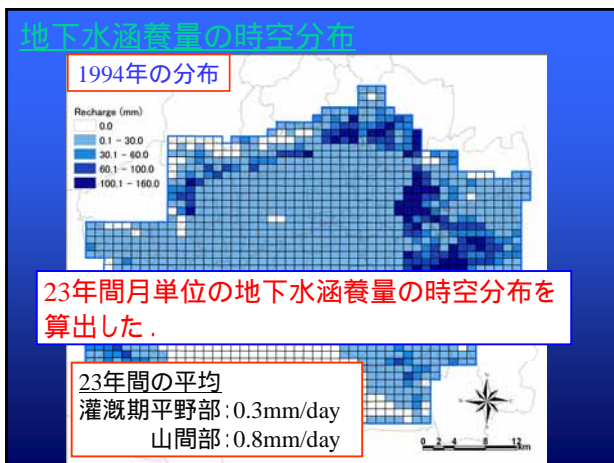 地下水涵養量の時空分布
1994年の分布
Recharge (mm)
0.0
0.1 - 30.0
30.1 - 60.0
60.1 - 100.0
100.1 - 160.0
23年間月単位の地下水涵養量の時空分布を
算出した.
23年間の平均
灌漑期平野部:0.3mm/day
山間部:0.8mm/day
0 2 4 8 12
km